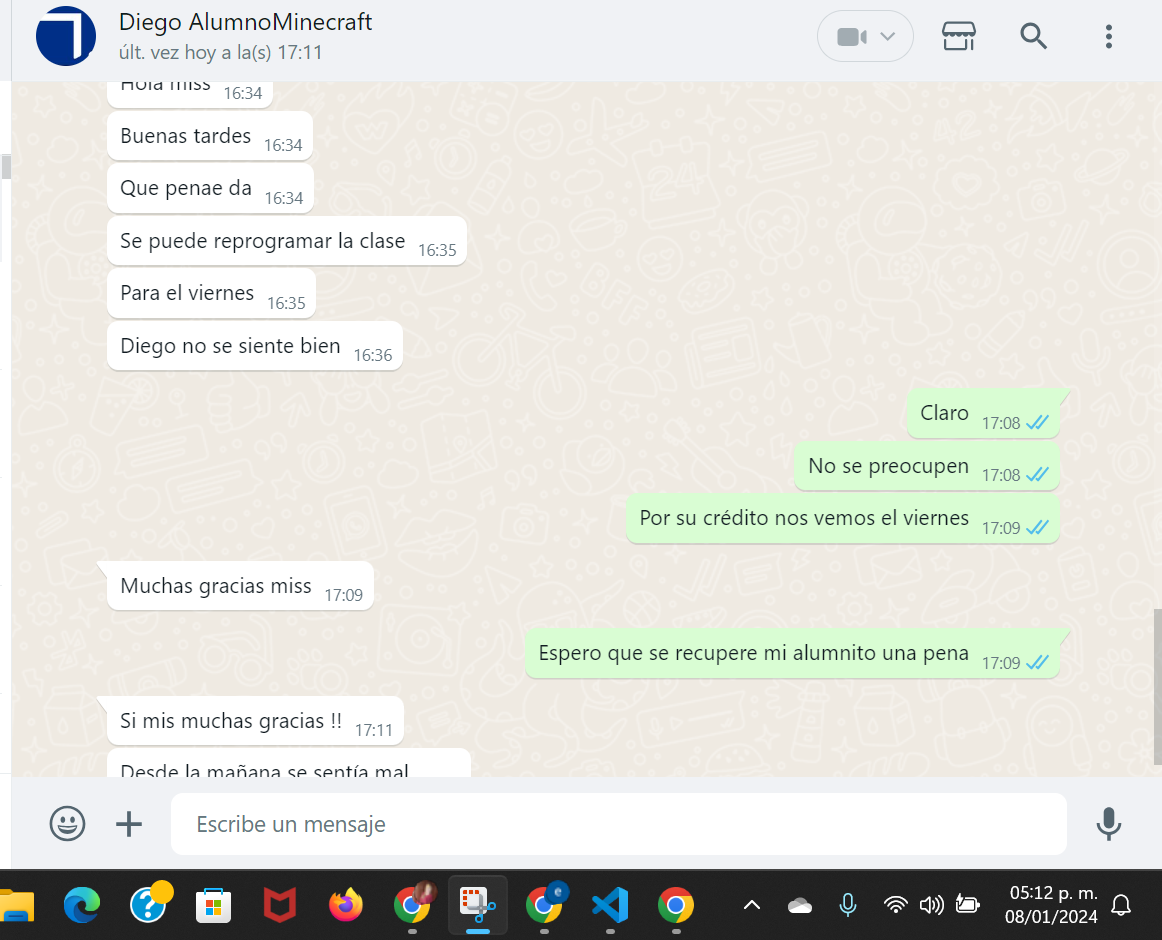 Diego AlumnoMinecraft
últ. vez hoy a la(s) 17:11
Hola miss 16:34
Buenas tardes 16:34
Que penae da 16:34
Se puede reprogramar la clase 16:35
Para el viernes 16:35
Diego no se siente bien 16:36
Claro 17:08
No se preocupen 17:08
Por su crédito nos vemos el viernes 17:09
Muchas gracias miss 17:09
Espero que se recupere mi alumnito una pena 17:09
Si mis muchas gracias !! 17:11
Desde la mañana se sentía mal
Escribe un mensaje
05:12 p. m.
08/01/2024